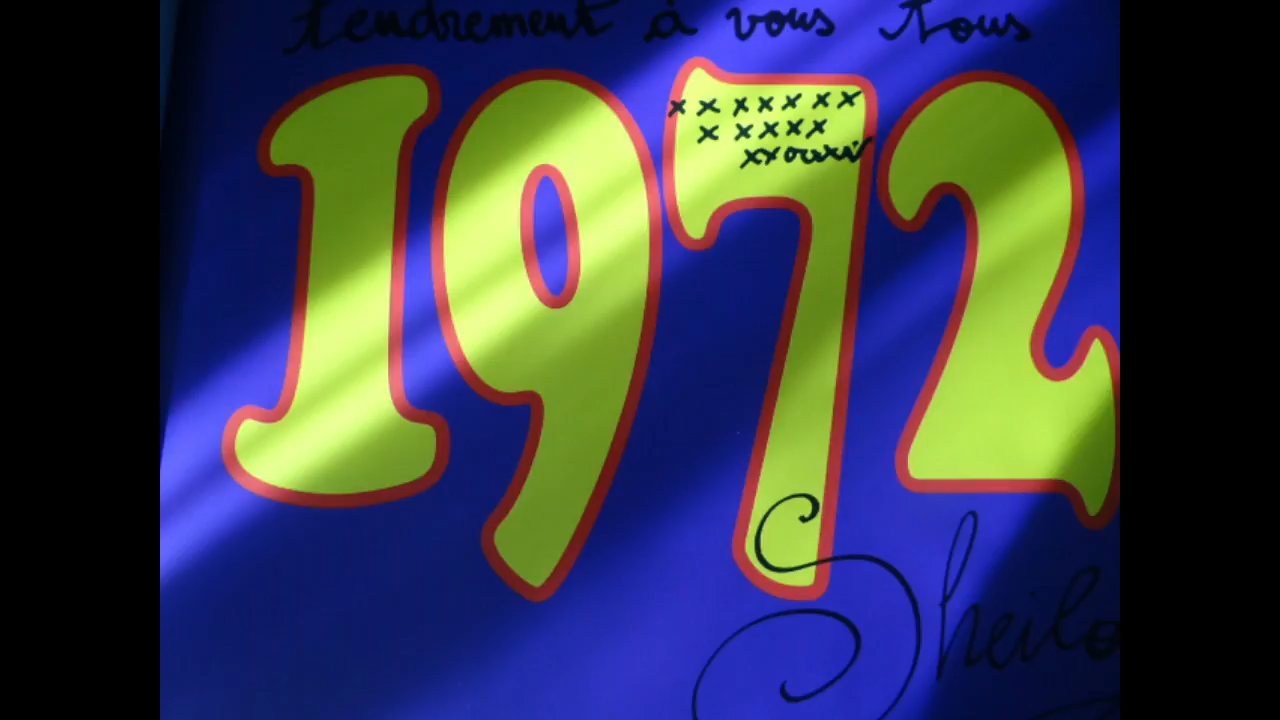 tendrement à vous tous
1972
x x x x x x x
x x x x x
Sheila